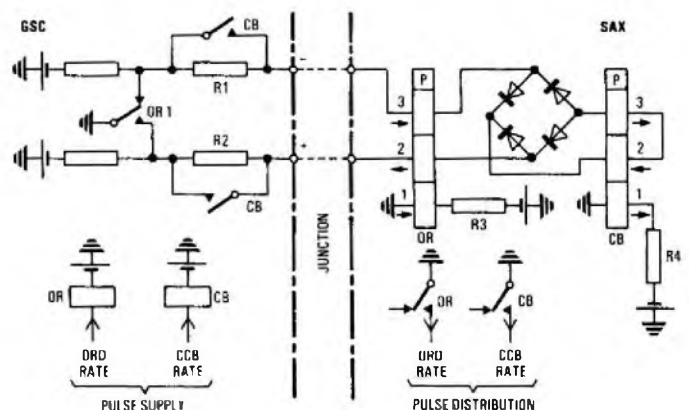 GSC
CB
SAX
R1
OR 1
R2
CB
-
+
JUNCTION
P
3
2
1
OR
R3
P
3
2
1
CB
R4
OR
CB
OR
CB
ORD
RATE
CCB
RATE
ORD
RATE
CCB
RATE
PULSE SUPPLY
PULSE DISTRIBUTION